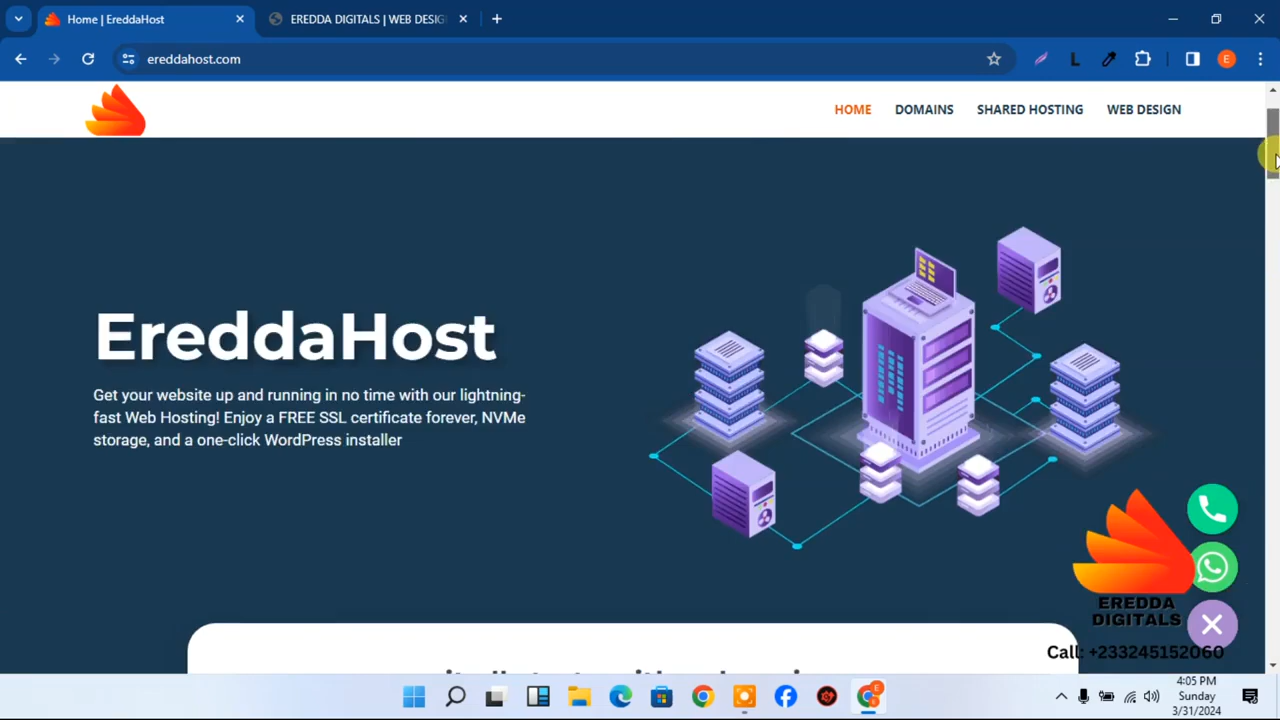 Home | EreddaHost
EREDDA DIGITALS | WEB DESIG
ereddahost.com
L
E
HOME
DOMAINS
SHARED HOSTING
WEB DESIGN
EreddaHost
Get your website up and running in no time with our lightning-
fast Web Hosting! Enjoy a FREE SSL certificate forever, NVMe
storage, and a one-click WordPress installer
EREDDA
DIGITALS
Call: +233245152060
E
4:05 PM
Sunday
3/31/2024